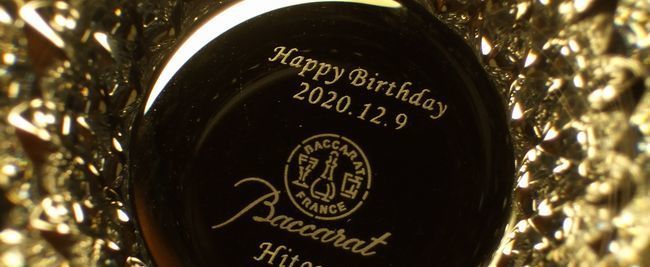 Happy Birthday
2020.12.9
BACCARAT
FRANCE
Baccarat